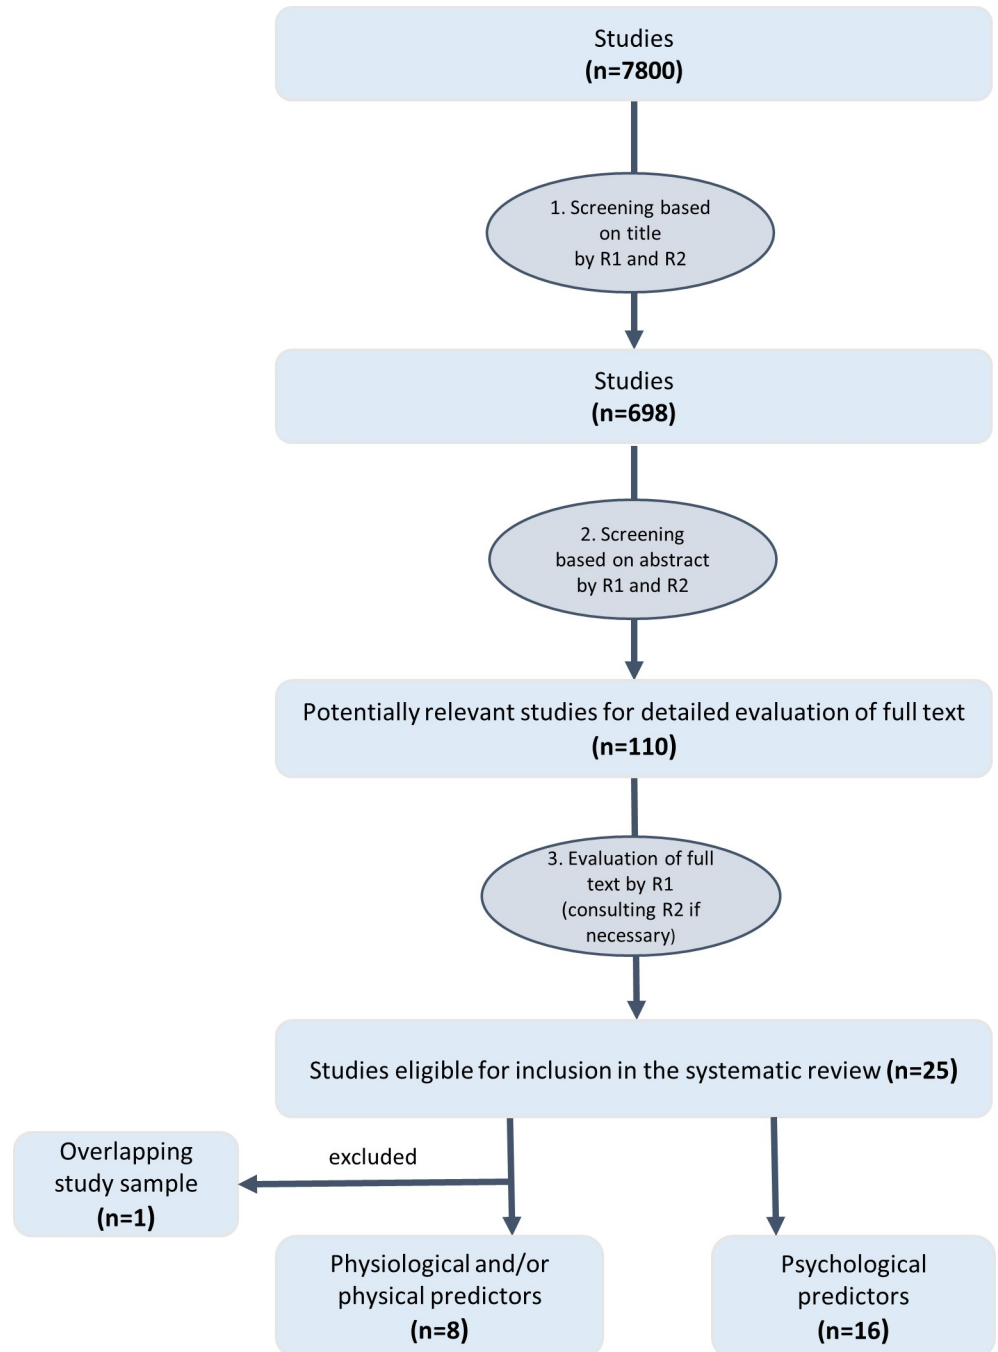 Studies
(n=7800)
1. Screening based
on title
by R1 and R2
Studies
(n=698)
2. Screening
based on abstract
by R1 and R2
Potentially relevant studies for detailed evaluation of full text
(n=110)
3. Evaluation of full
text by R1
(consulting R2 if
necessary)
Studies eligible for inclusion in the systematic review (n=25)
excluded
Overlapping
study sample
(n=1)
Physiological and/or
physical predictors
(n=8)
Psychological
predictors
(n=16)